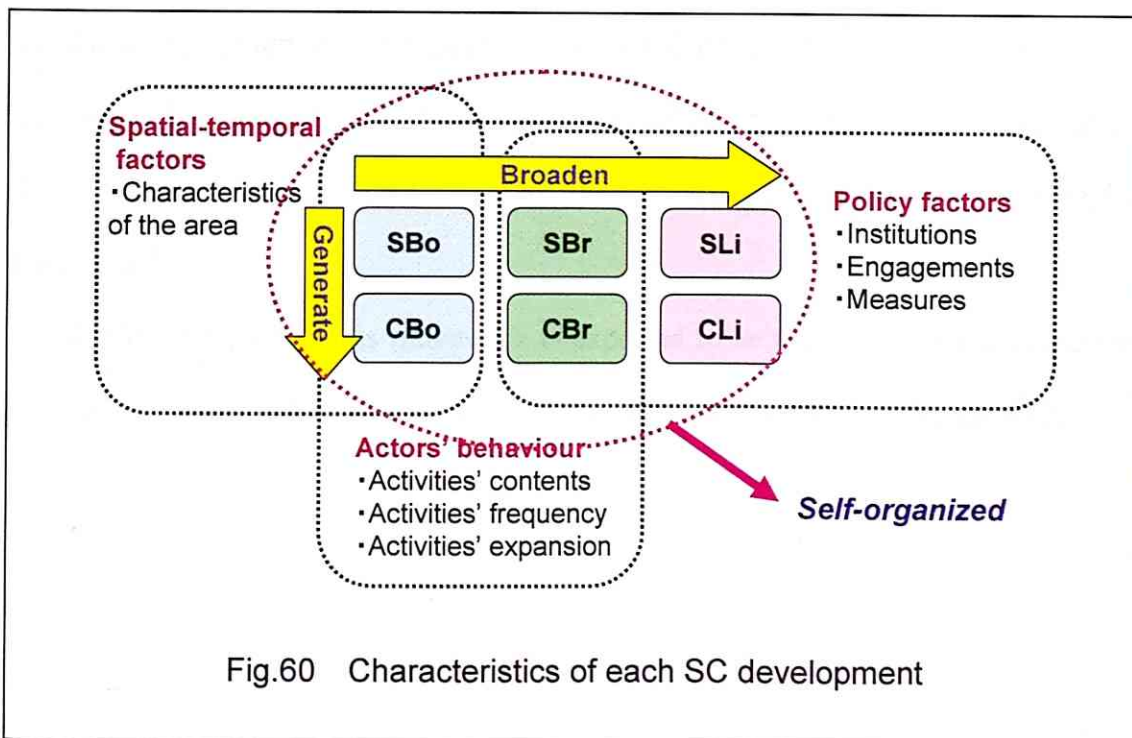 Spatial-temporal
factors
・Characteristics
of the area
Broaden
Generate
SBo
SBr
SLi
CBo
CBr
CLi
Policy factors
・Institutions
・Engagements
・Measures
Actors' behaviour
・Activities' contents
・Activities' frequency
・Activities' expansion
Self-organized
Fig.60 Characteristics of each SC development